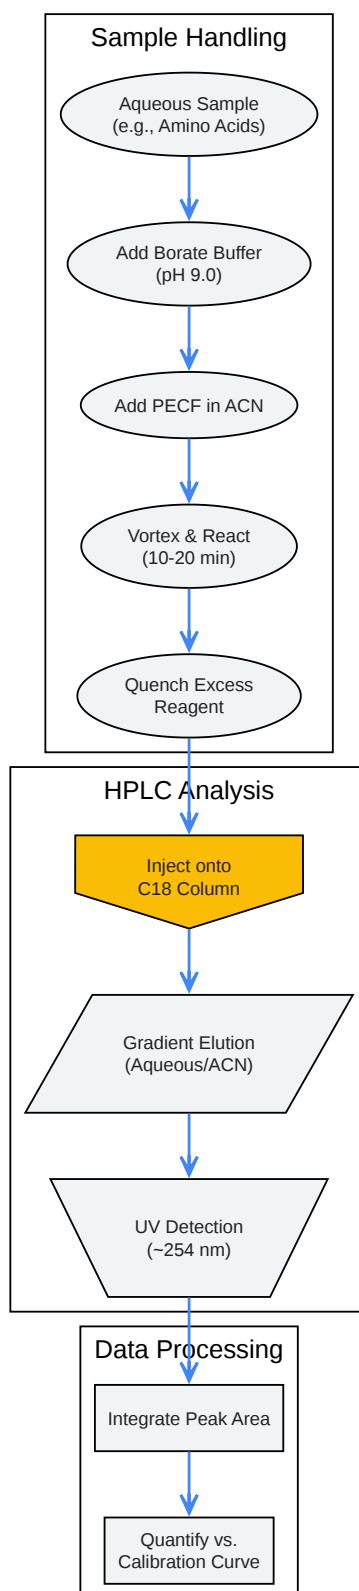 Sample Handling
Aqueous Sample
(e.g., Amino Acids)
Add Borate Buffer
(pH 9.0)
Add PECF in ACN
Vortex & React
(10-20 min)
Quench Excess
Reagent
HPLC Analysis
Inject onto
C18 Column
Gradient Elution
(Aqueous/ACN)
UV Detection
(~254 nm)
Data Processing
Integrate Peak Area
Quantify vs.
Calibration Curve